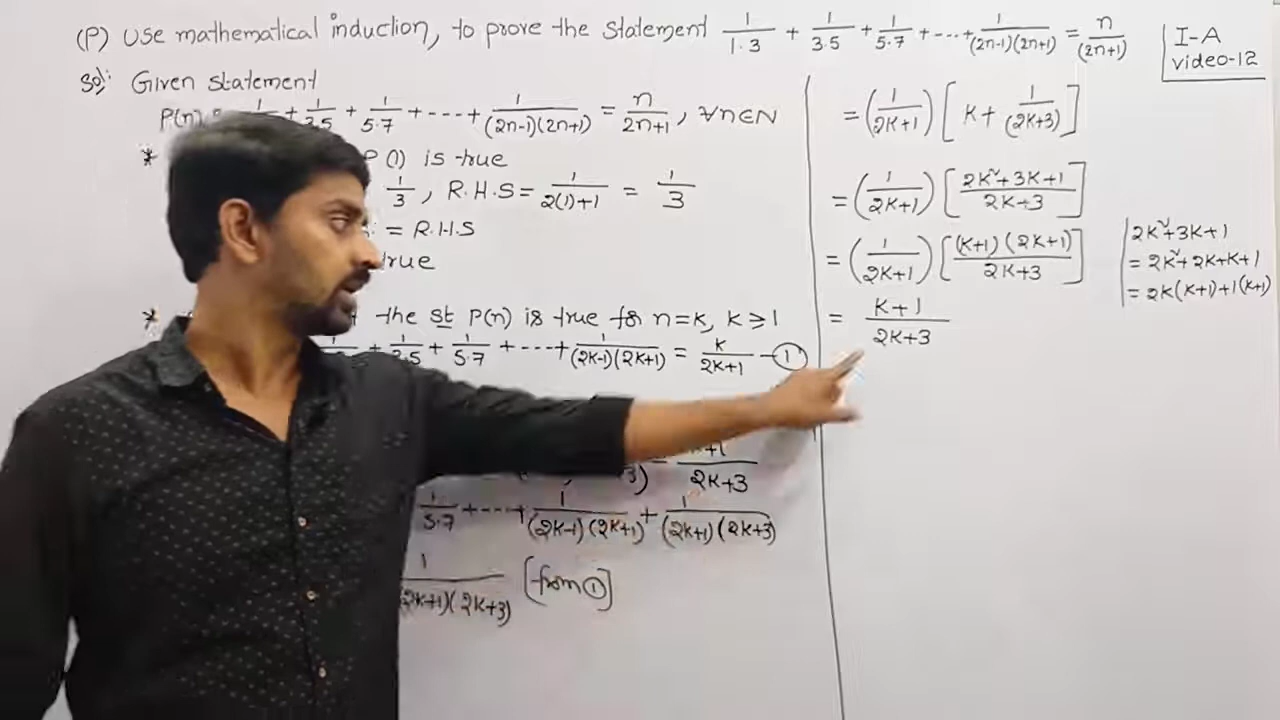 (P) Use mathematical induction, to prove the Statement 1/1.3 + 1/3.5 + 1/5.7 + --- + 1/(2n-1)(2n+1) = n/(2n+1)
I-A
video-12
Sol: Given Statement
P(n) + 1/3.5 + 1/5.7 + ---- + 1/(2n-1)(2n+1) = n/2n+1, ∀n∈N
* P(1) is true
1/3, R.H.S = 1/2(1)+1 = 1/3
= R.H.S
true
* the st P(n) is true for n=k, k≥1
+ 1/3.5 + 1/5.7 + ---- + 1/(2k-1)(2k+1) = k/2k+1 - ①
= k+1/2k+3
1/5.7 + ---- + 1/(2k-1)(2k+1) + 1/(2k+1)(2k+3)
1/(2k+1)(2k+3) [from ①]
= (1/2k+1) [k + 1/(2k+3)]
= (1/2k+1) [2k²+3k+1/2k+3]
= (1/2k+1) [(k+1)(2k+1)/2k+3]
= k+1/2k+3
2k²+3k+1
= 2k²+2k+k+1
= 2k(k+1)+1(k+1)